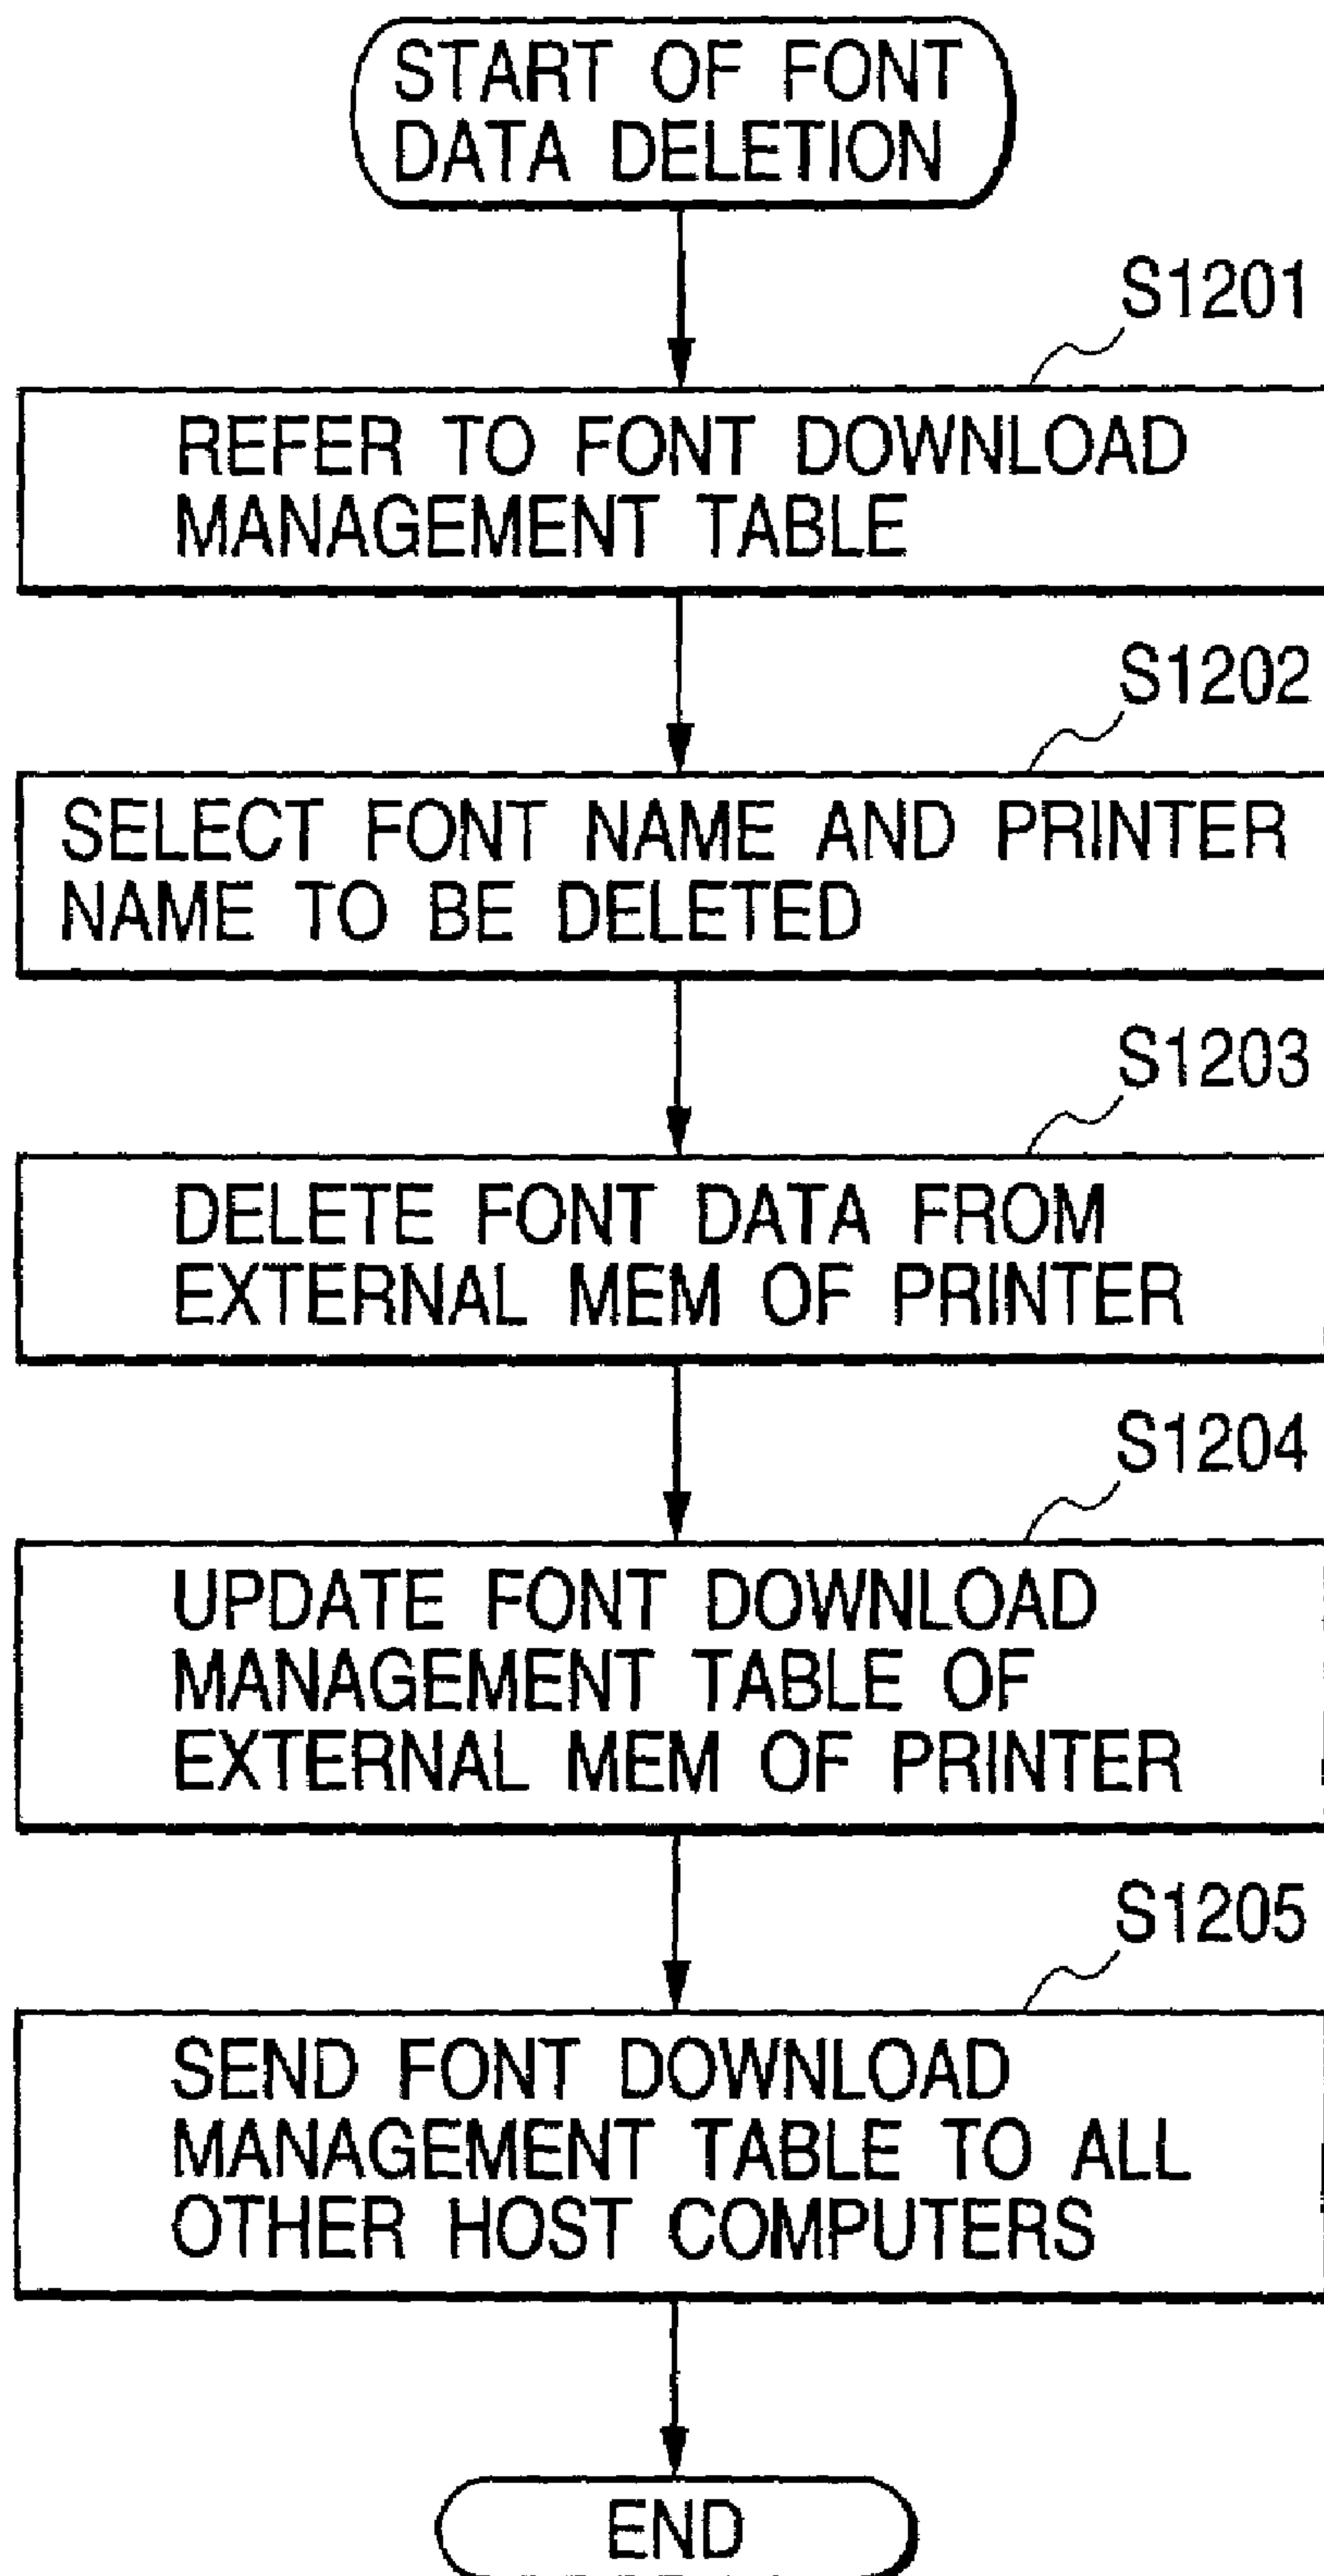 START OF FONT
DATA DELETION
S1201
REFER TO FONT DOWNLOAD
MANAGEMENT TABLE
S1202
SELECT FONT NAME AND PRINTER
NAME TO BE DELETED
S1203
DELETE FONT DATA FROM
EXTERNAL MEM OF PRINTER
S1204
UPDATE FONT DOWNLOAD
MANAGEMENT TABLE OF
EXTERNAL MEM OF PRINTER
S1205
SEND FONT DOWNLOAD
MANAGEMENT TABLE TO ALL
OTHER HOST COMPUTERS
END